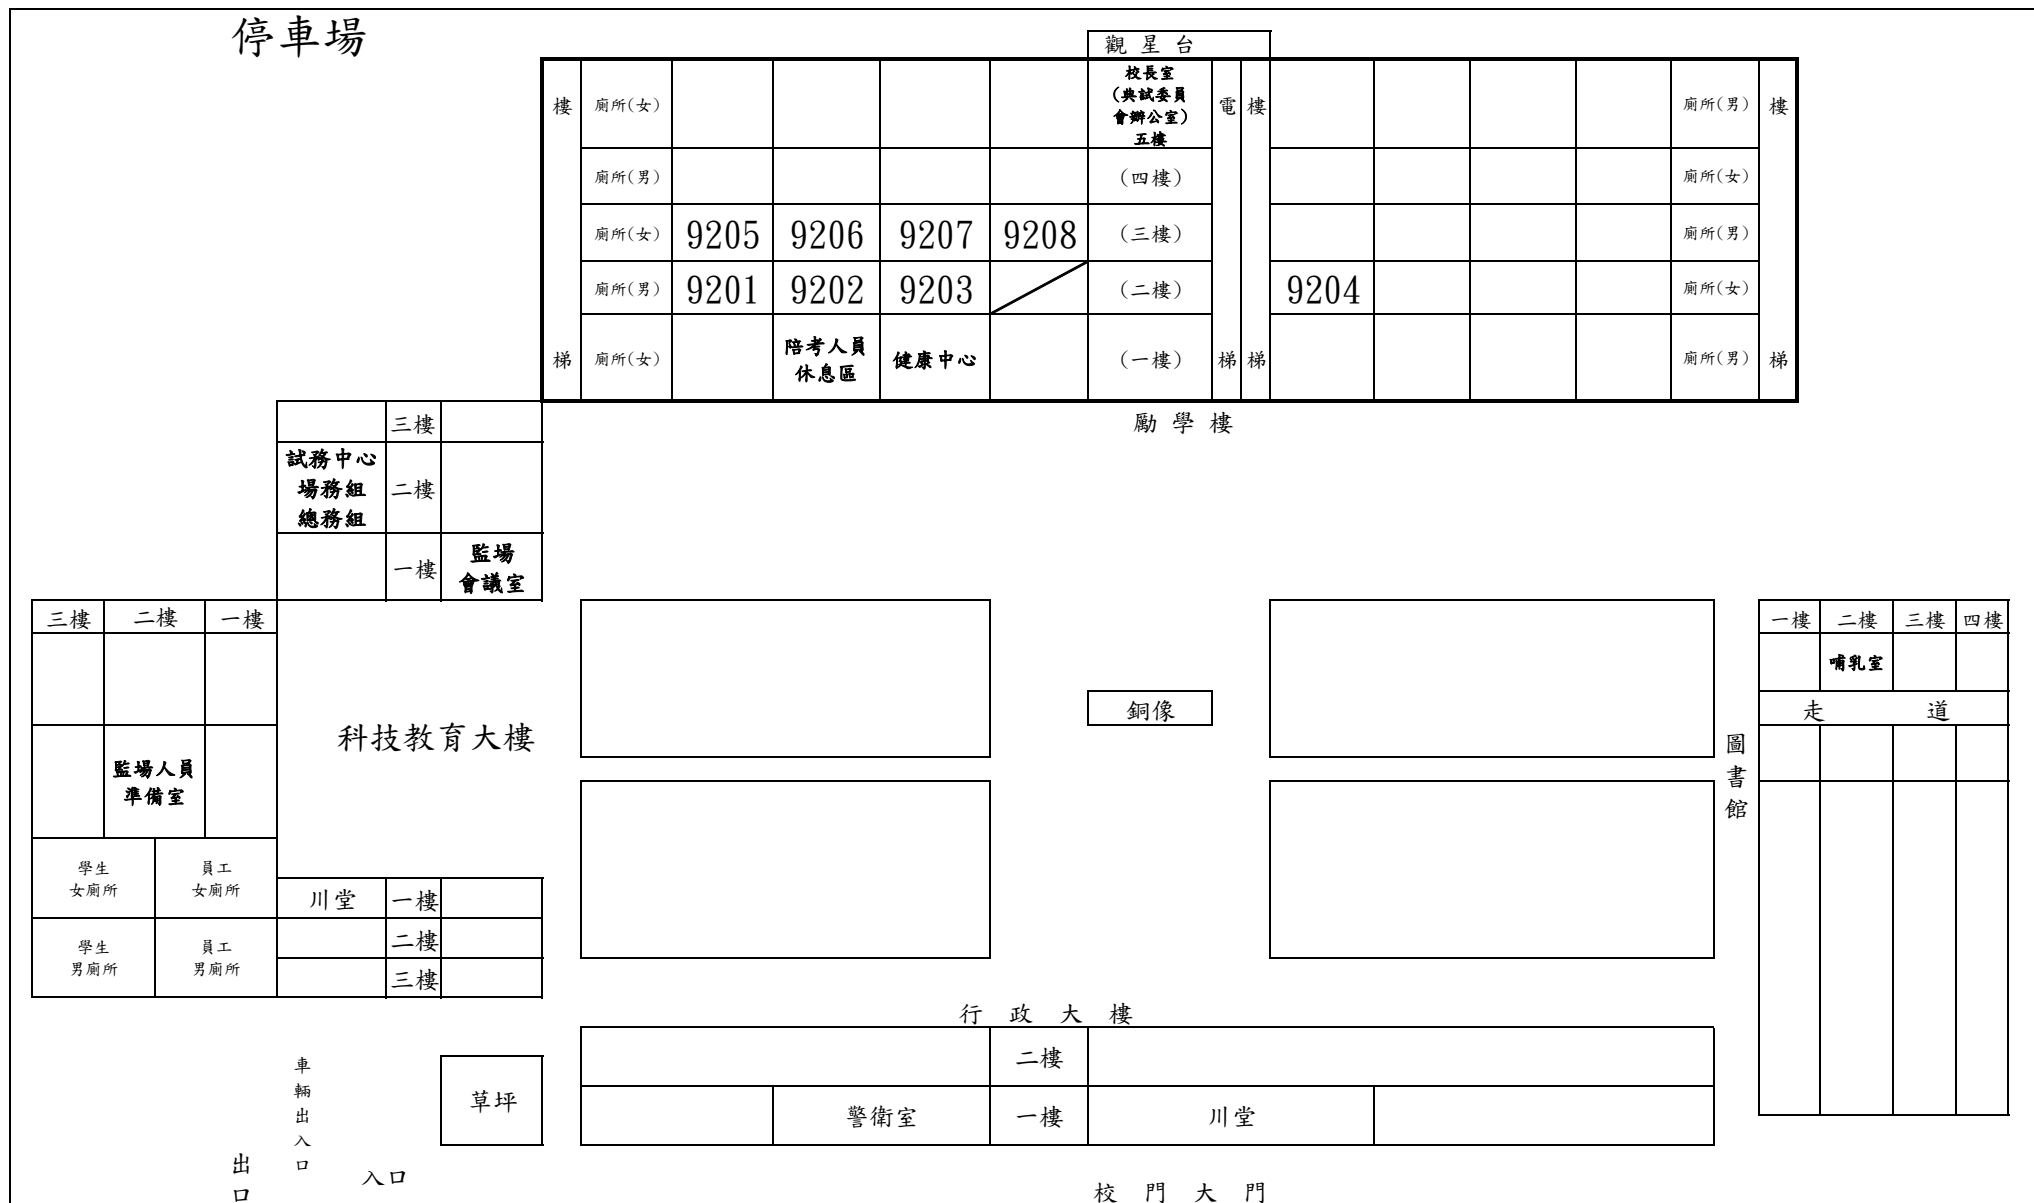 停車場
觀星台
樓 廁所(女) 校長室 電 樓 廁所(男) 樓
(典試委員
會辦公室)
五樓
廁所(男) (四樓) 廁所(女)
廁所(女) 9205 9206 9207 9208 (三樓) 廁所(男)
廁所(男) 9201 9202 9203 (二樓) 9204 廁所(女)
梯 廁所(女) 陪考人員 健康中心 (一樓) 梯 梯 廁所(男) 梯
休息區
勵學樓
三樓
試務中心
場務組 二樓
總務組
一樓 監場
會議室
三樓 二樓 一樓
監場人員
準備室
學生
女廁所
員工
女廁所
學生
男廁所
員工
男廁所
科技教育大樓
川堂 一樓
二樓
三樓
銅像
圖書館
一樓 二樓 三樓 四樓
哺乳室
走道
行政大樓
二樓
警衛室 一樓 川堂
草坪
車輛出入口
出口
入口
校門大門